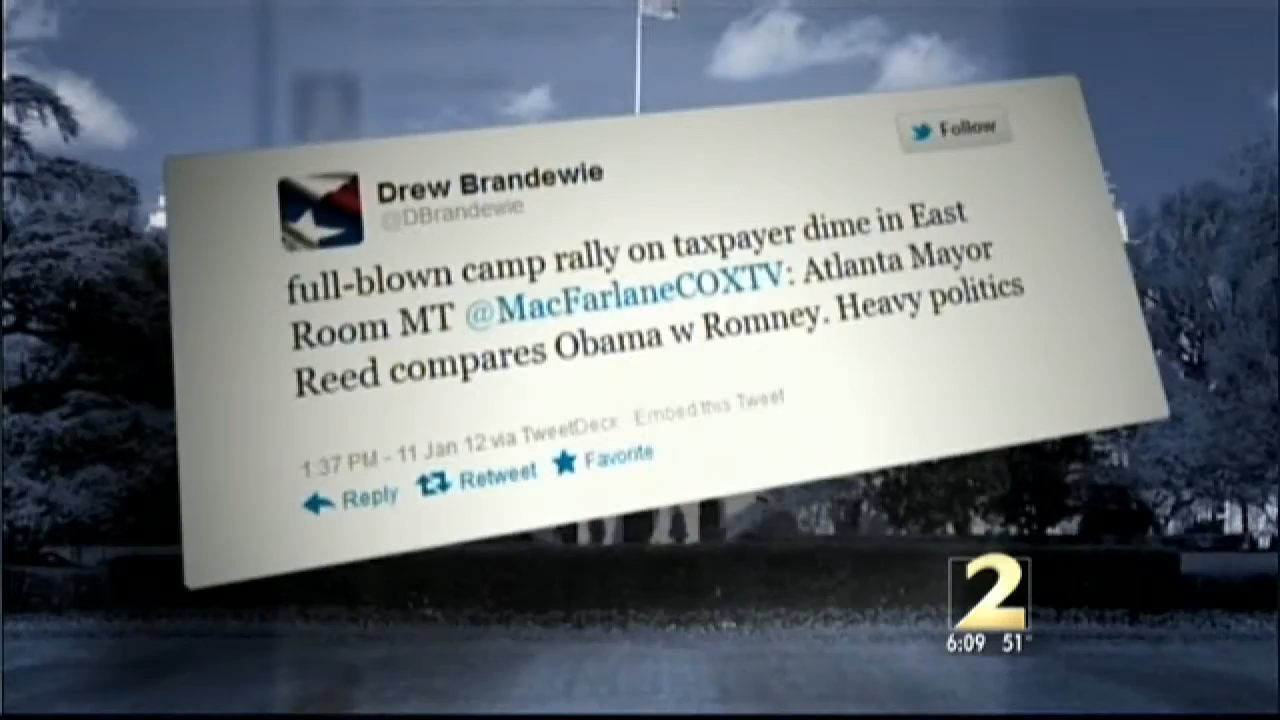 Follow
Drew Brandewie
@DBrandewie
full-blown camp rally on taxpayer dime in East
Room MT @MacFarlaneCOXTV: Atlanta Mayor
Reed compares Obama w Romney. Heavy politics
1:37 PM - 11 Jan 12 via TweetDeck Embed this Tweet
Reply Retweet Favorite
2
6:09 51°